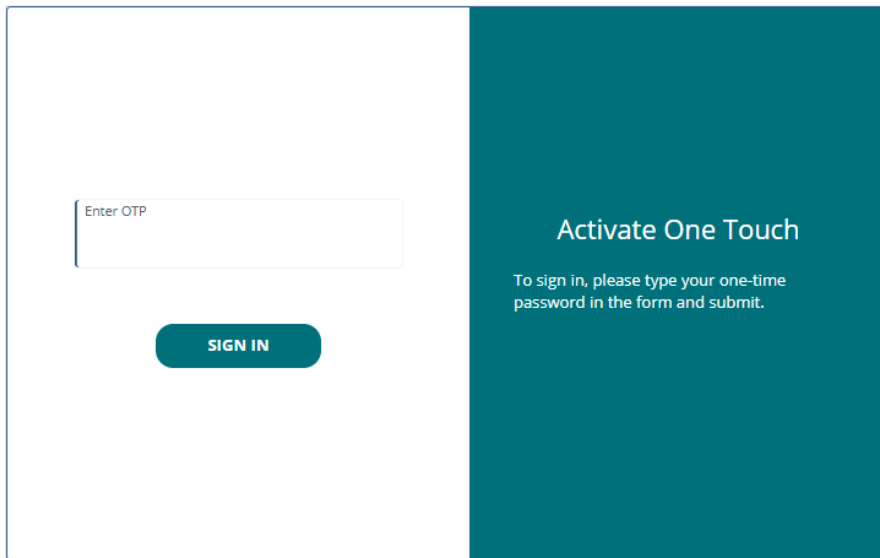 Enter OTP
SIGN IN
Activate One Touch
To sign in, please type your one-time
password in the form and submit.